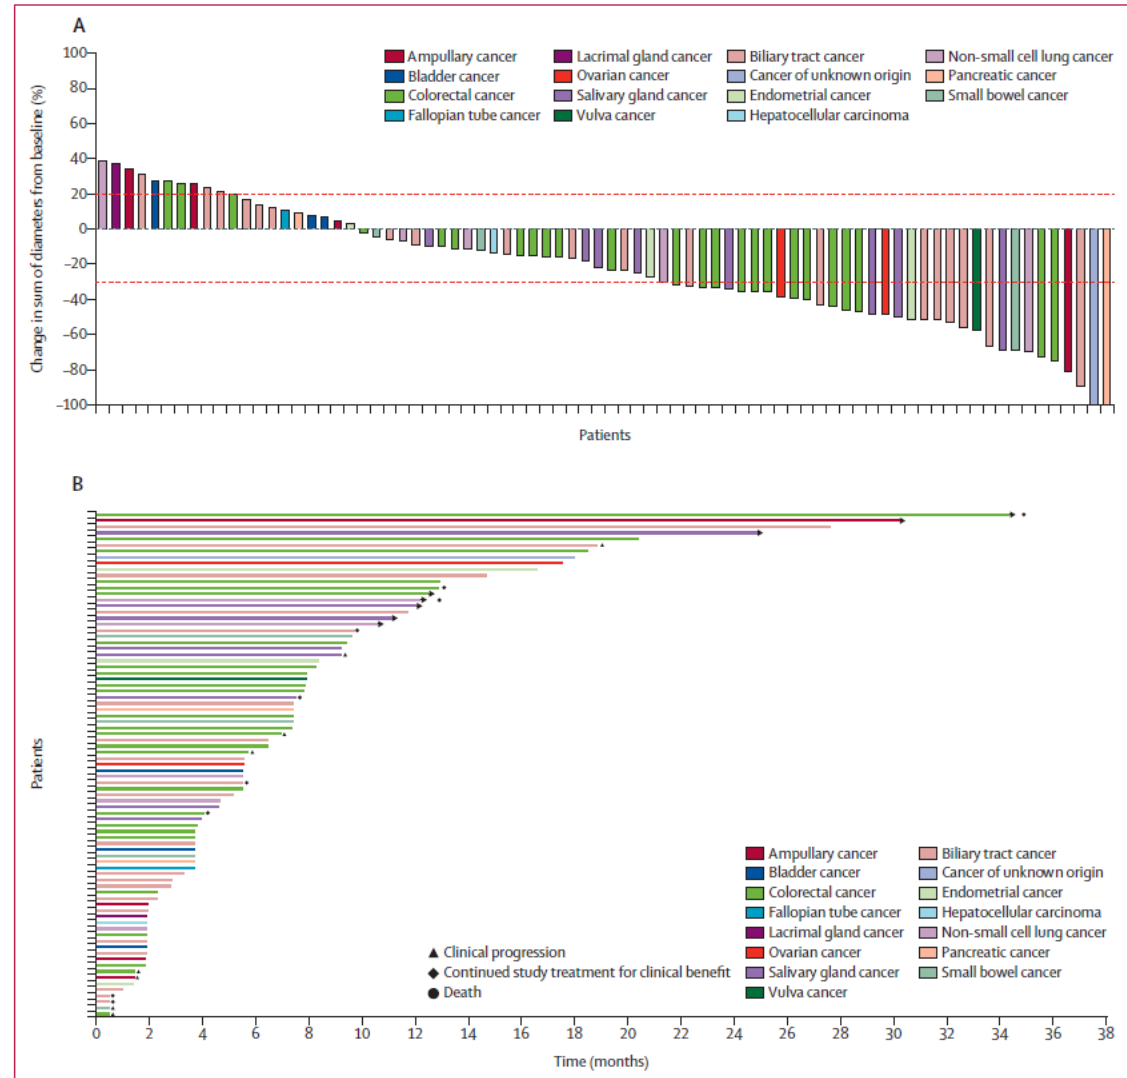 A
Change in sum of diameters from baseline (%)
100
80
60
40
20
0
–20
–40
–60
–80
–100
Ampullary cancer
Bladder cancer
Colorectal cancer
Fallopian tube cancer
Lacrimal gland cancer
Ovarian cancer
Salivary gland cancer
Vulva cancer
Biliary tract cancer
Cancer of unknown origin
Endometrial cancer
Hepatocellular carcinoma
Non-small cell lung cancer
Pancreatic cancer
Small bowel cancer
Patients
B
Patients
Ampullary cancer
Bladder cancer
Colorectal cancer
Fallopian tube cancer
Lacrimal gland cancer
Ovarian cancer
Salivary gland cancer
Vulva cancer
Biliary tract cancer
Cancer of unknown origin
Endometrial cancer
Hepatocellular carcinoma
Non-small cell lung cancer
Pancreatic cancer
Small bowel cancer
Clinical progression
Continued study treatment for clinical benefit
Death
0 2 4 6 8 10 12 14 16 18 20 22 24 26 28 30 32 34 36 38
Time (months)